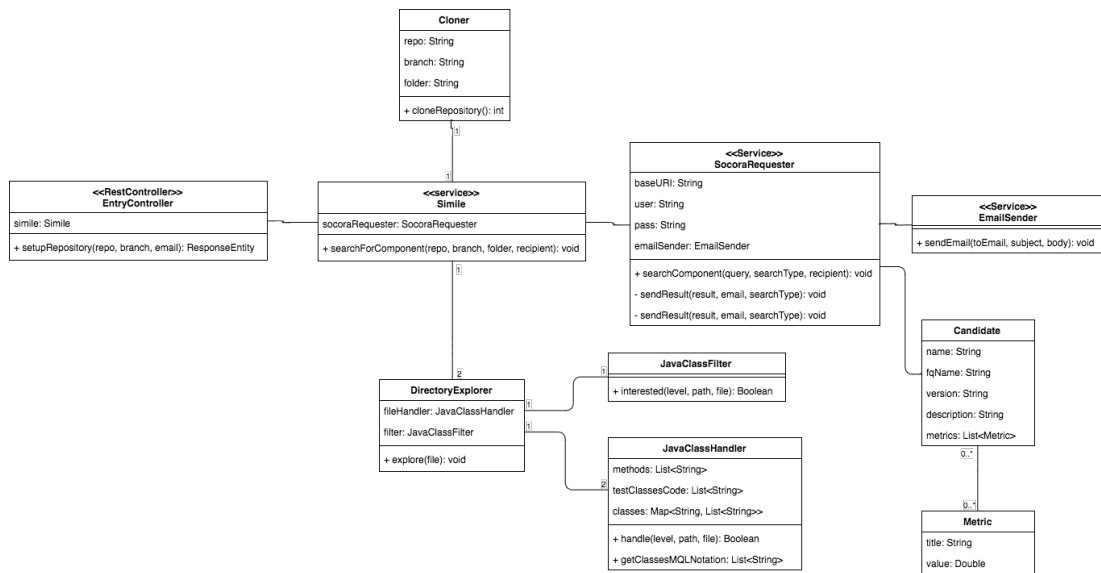 Cloner
repo: String
branch: String
folder: String
+ cloneRepository(): int
1
1
<<RestController>>
EntryController
simile: Simile
+ setupRepository(repo, branch, email): ResponseEntity
<<service>>
Simile
socoraRequester: SocoraRequester
+ searchForComponent(repo, branch, folder, recipient): void
1
2
<<Service>>
SocoraRequester
baseURI: String
user: String
pass: String
emailSender: EmailSender
+ searchComponent(query, searchType, recipient): void
- sendResult(result, email, searchType): void
- sendResult(result, email, searchType): void
<<Service>>
EmailSender
+ sendEmail(toEmail, subject, body): void
Candidate
name: String
fqName: String
version: String
description: String
metrics: List<Metric>
0..*
0..*
Metric
title: String
value: Double
DirectoryExplorer
fileHandler: JavaClassHandler
filter: JavaClassFilter
+ explore(file): void
1
1
1
2
JavaClassFilter
+ interested(level, path, file): Boolean
JavaClassHandler
methods: List<String>
testClassesCode: List<String>
classes: Map<String, List<String>>
+ handle(level, path, file): Boolean
+ getClassesMQLNotation: List<String>